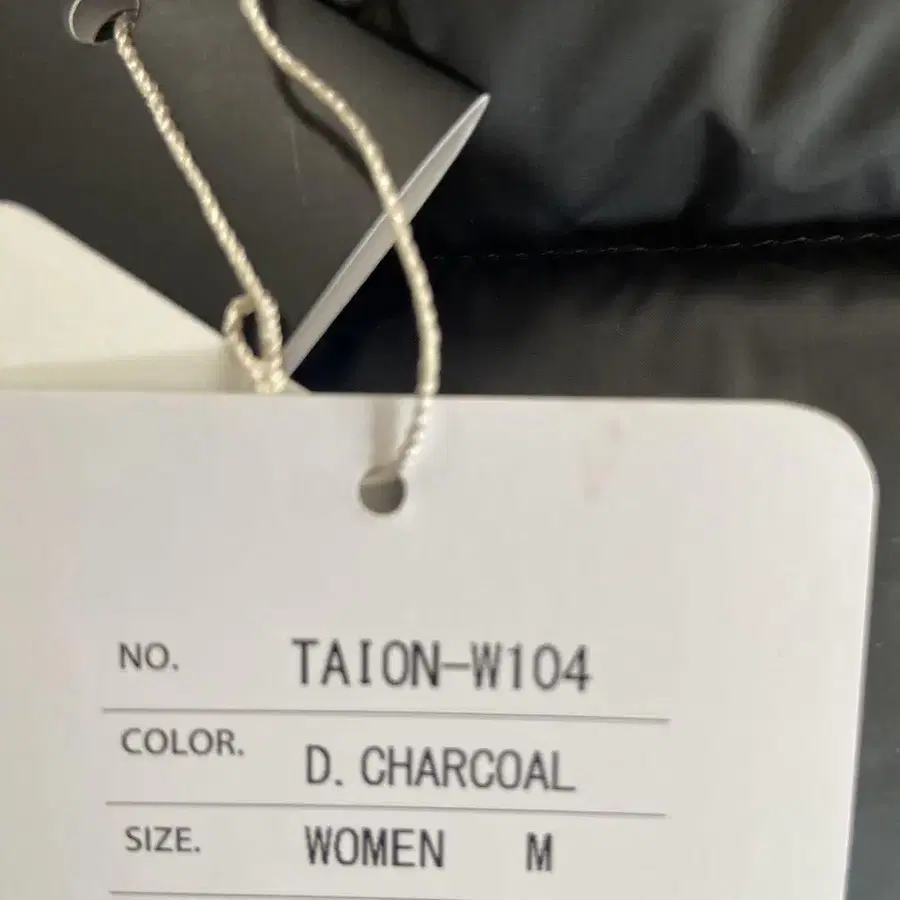 NO. TAION-W104
COLOR. D. CHARCOAL
SIZE. WOMEN M